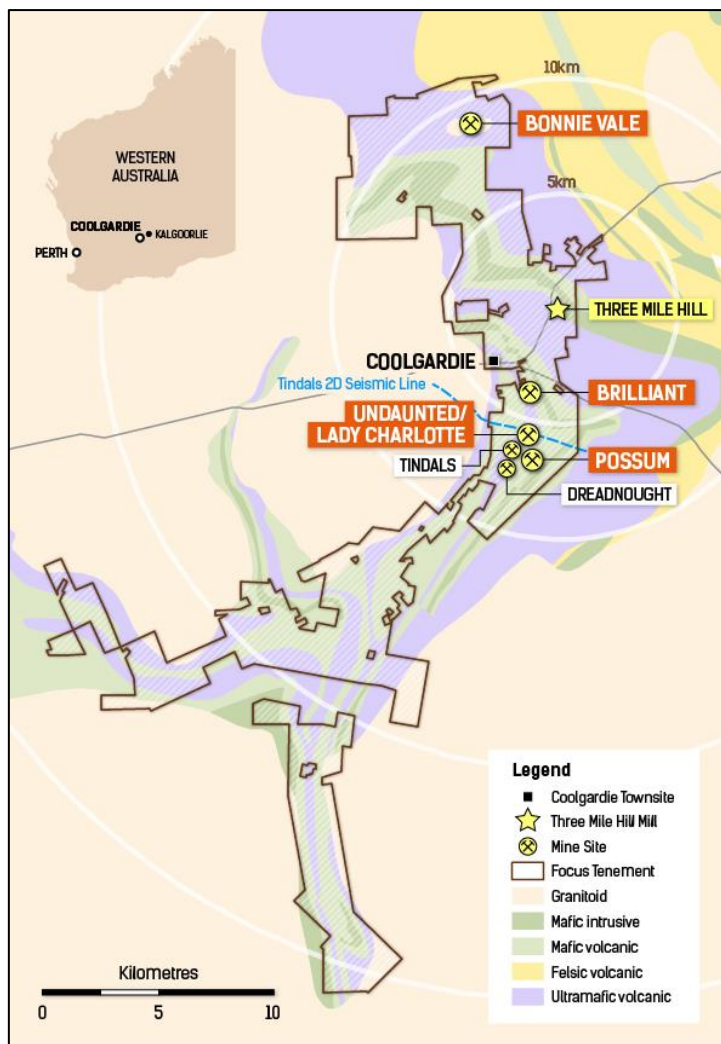 10km
BONNIE VALE
WESTERN
AUSTRALIA
5km
COOLGARDIE
KALGOORLIE
PERTH
THREE MILE HILL
COOLGARDIE
Tindals 2D Seismic Line
BRILLIANT
UNDAUNTED/
LADY CHARLOTTE
TINDALS
POSSUM
DREADNOUGHT
Legend
Coolgardie Townsite
Three Mile Hill Mill
Mine Site
Focus Tenement
Granitoid
Mafic intrusive
Mafic volcanic
Felsic volcanic
Ultramafic volcanic
Kilometres
0 5 10